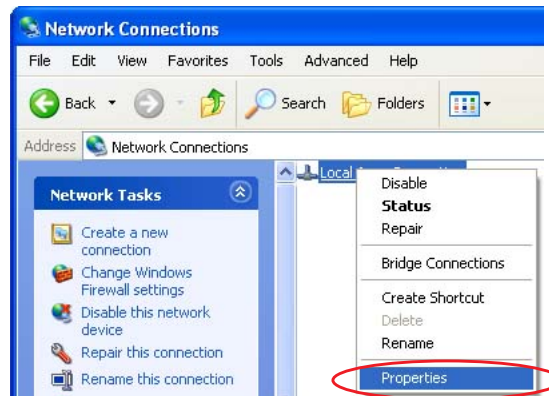 Network Connections
File Edit View Favorites Tools Advanced Help
Back Search Folders
Address Network Connections
Local
Network Tasks
Create a new
connection
Change Windows
Firewall settings
Disable this network
device
Repair this connection
Rename this connection
Disable
Status
Repair
Bridge Connections
Create Shortcut
Delete
Rename
Properties